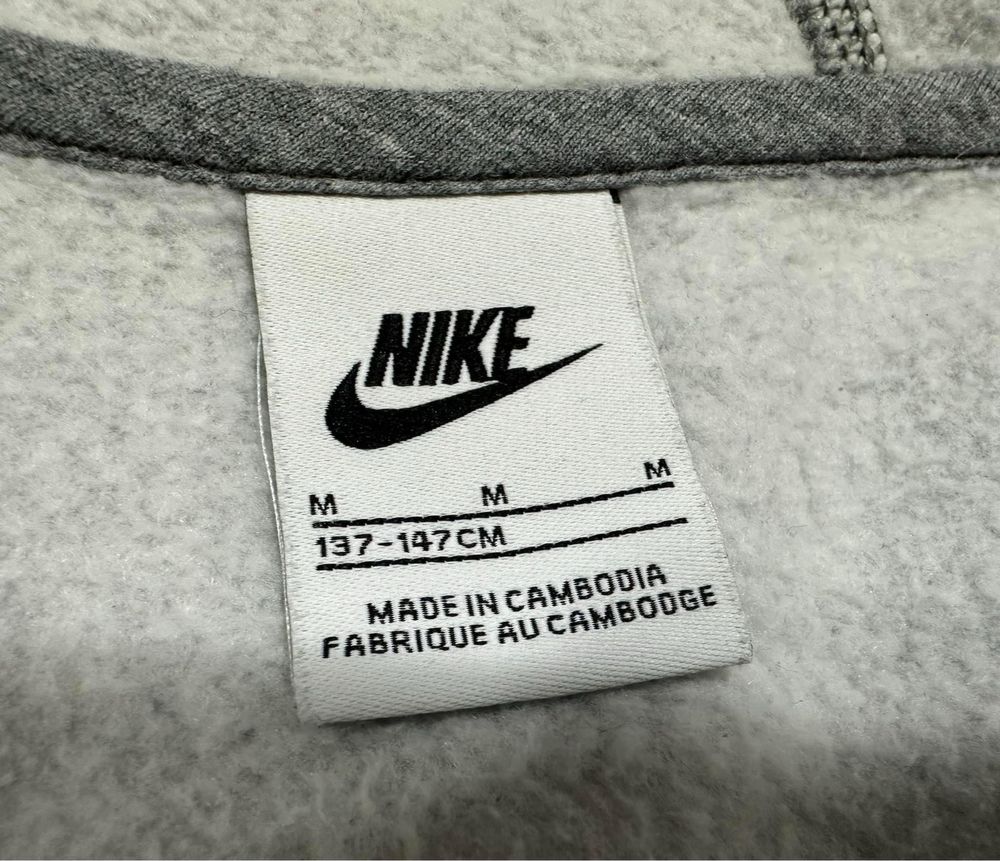 NIKE
M M M
137-147CM
MADE IN CAMBODIA
FABRIQUE AU CAMBODGE